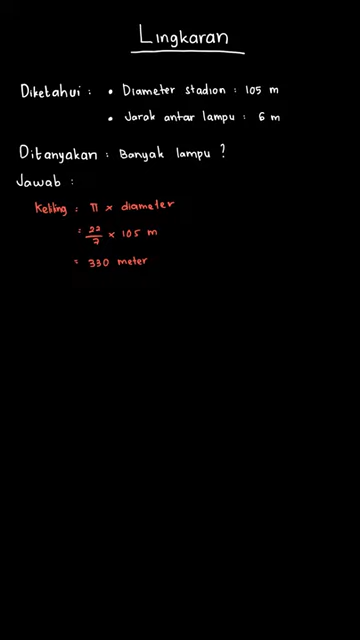 Lingkaran
Diketahui : • Diameter stadion : 105 m
• Jarak antar lampu : 6 m
Ditanyakan : Banyak lampu ?
Jawab :
Keliling : π x diameter
= 22/7 x 105 m
= 330 meter